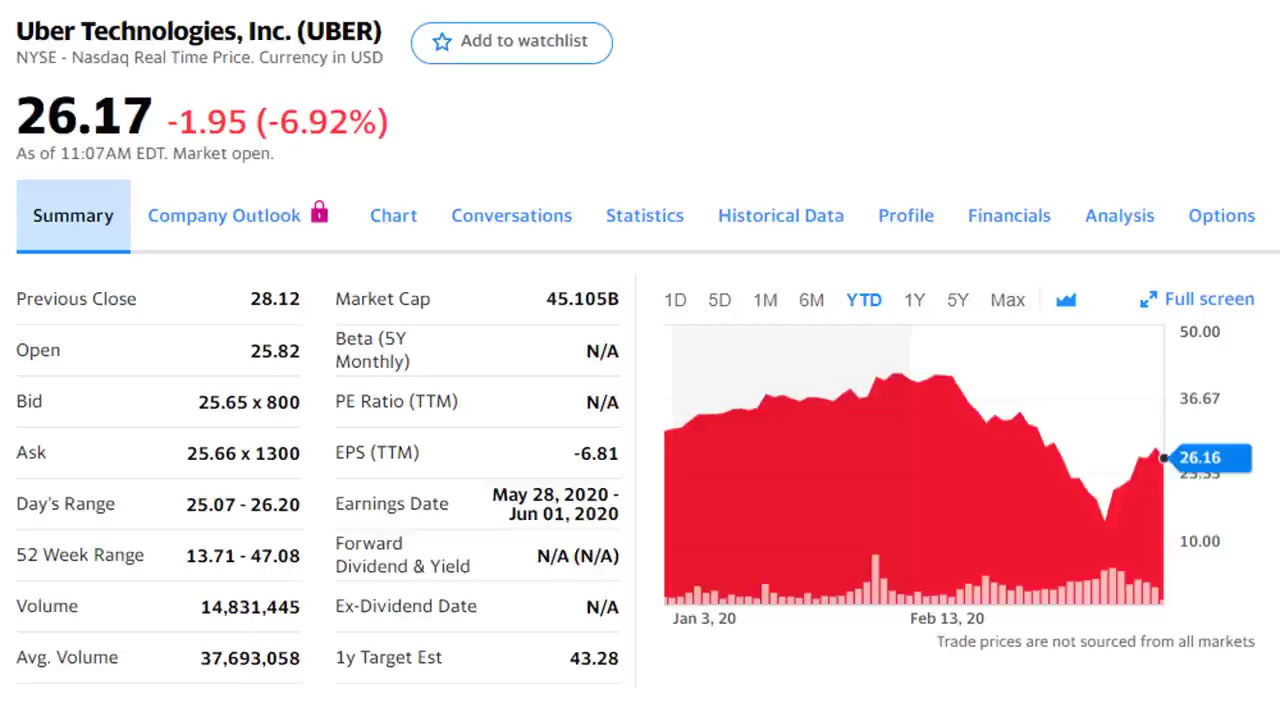 Uber Technologies, Inc. (UBER)
Add to watchlist
NYSE - Nasdaq Real Time Price. Currency in USD
26.17 -1.95 (-6.92%)
As of 11:07AM EDT. Market open.
Summary Company Outlook Chart Conversations Statistics Historical Data Profile Financials Analysis Options
Previous Close 28.12
Open 25.82
Bid 25.65 x 800
Ask 25.66 x 1300
Day's Range 25.07 - 26.20
52 Week Range 13.71 - 47.08
Volume 14,831,445
Avg. Volume 37,693,058
Market Cap 45.105B
Beta (5Y
Monthly) N/A
PE Ratio (TTM) N/A
EPS (TTM) -6.81
Earnings Date May 28, 2020 -
Jun 01, 2020
Forward
Dividend & Yield N/A (N/A)
Ex-Dividend Date N/A
1y Target Est 43.28
1D 5D 1M 6M YTD 1Y 5Y Max Full screen
50.00
36.67
26.16
10.00
Jan 3, 20 Feb 13, 20
Trade prices are not sourced from all markets